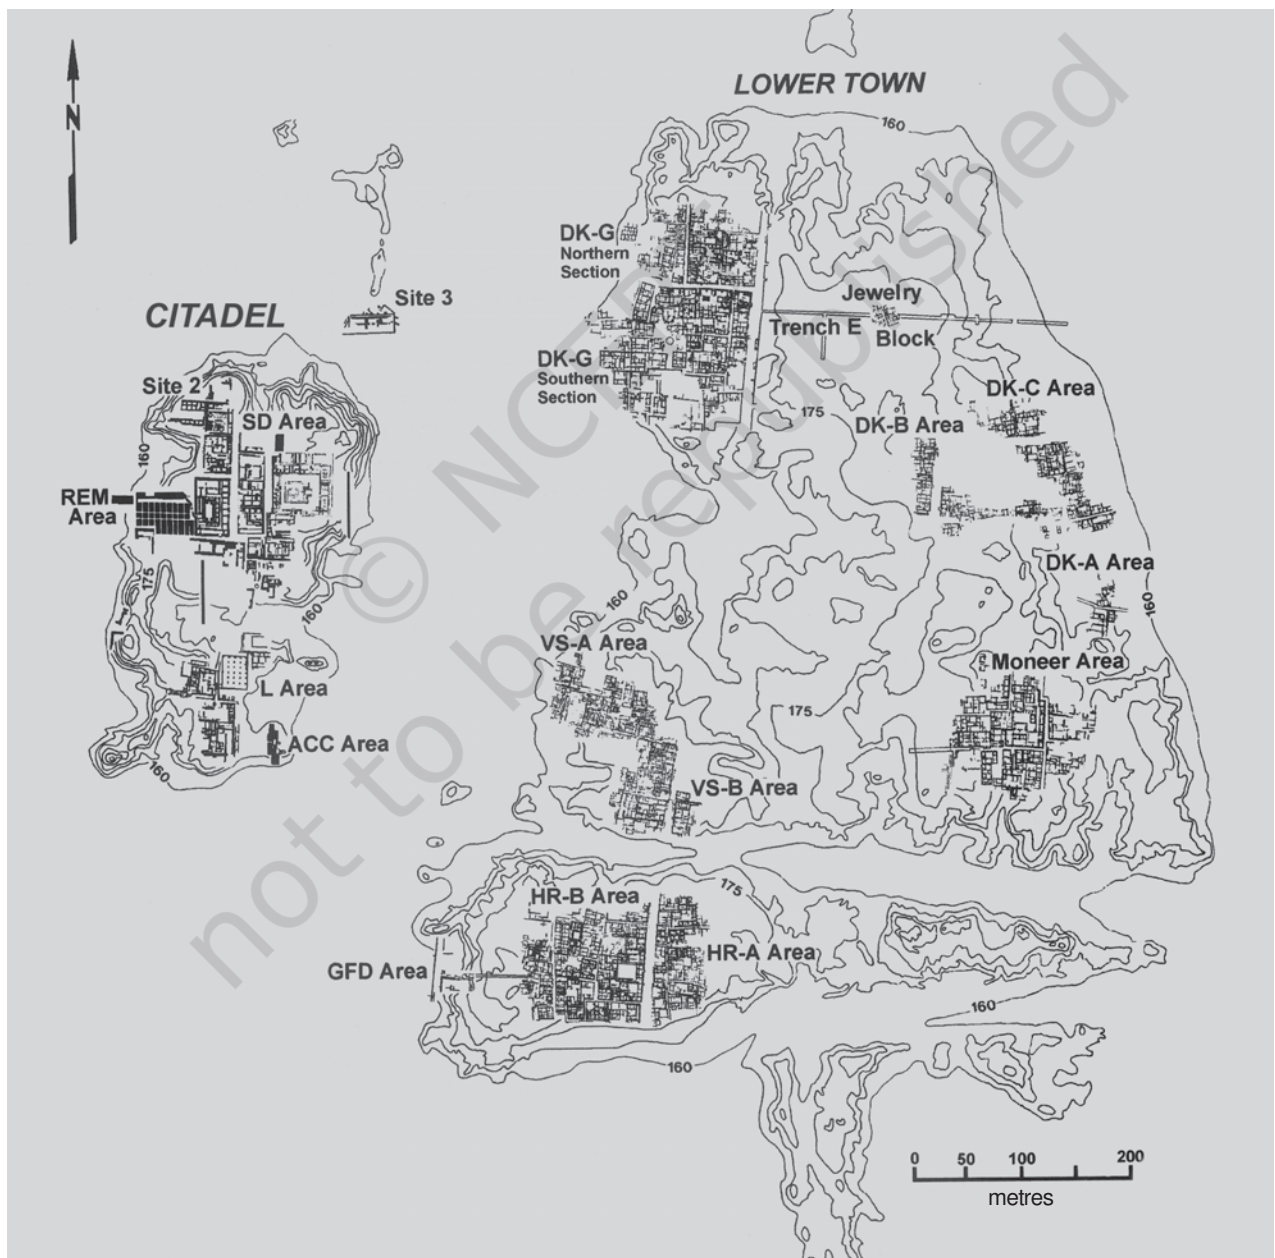 LOWER TOWN
160
N
DK-G
Northern
Section
Jewelry
Site 3
CITADEL
Trench E
Block
DK-G
Southern
Section
Site 2
DK-C Area
SD Area
175
DK-B Area
160
REM
Area
DK-A Area
175
160
160
160
VS-A Area
Moneer Area
L Area
175
ACC Area
160
VS-B Area
175
HR-B Area
HR-A Area
GFD Area
160
160
0 50 100 200
metres
© NCERT
not to be republished